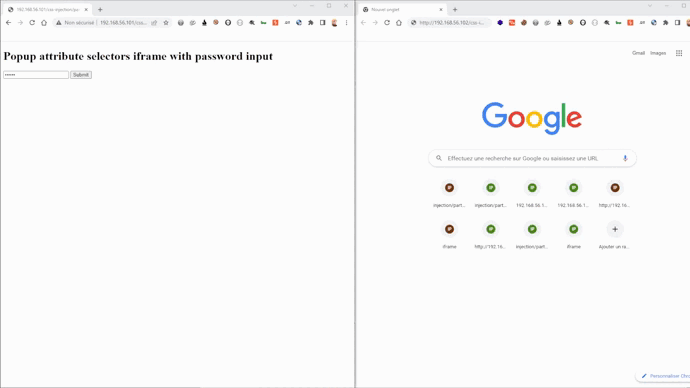 192.168.56.101/css-injection/pa
Non sécurisé
192.168.56.101/css...
Popup attribute selectors iframe with password input
•••••
Submit
Nouvel onglet
http://192.168.56.102/css-i...
Gmail
Images
Google
Effectuez une recherche sur Google ou saisissez une URL
injection/part...
injection/part...
192.168.56.1...
192.168.56.1...
http://192.16...
iframe
http://192.16...
injection/part...
iframe
Ajouter un ra...
Personnaliser Chro